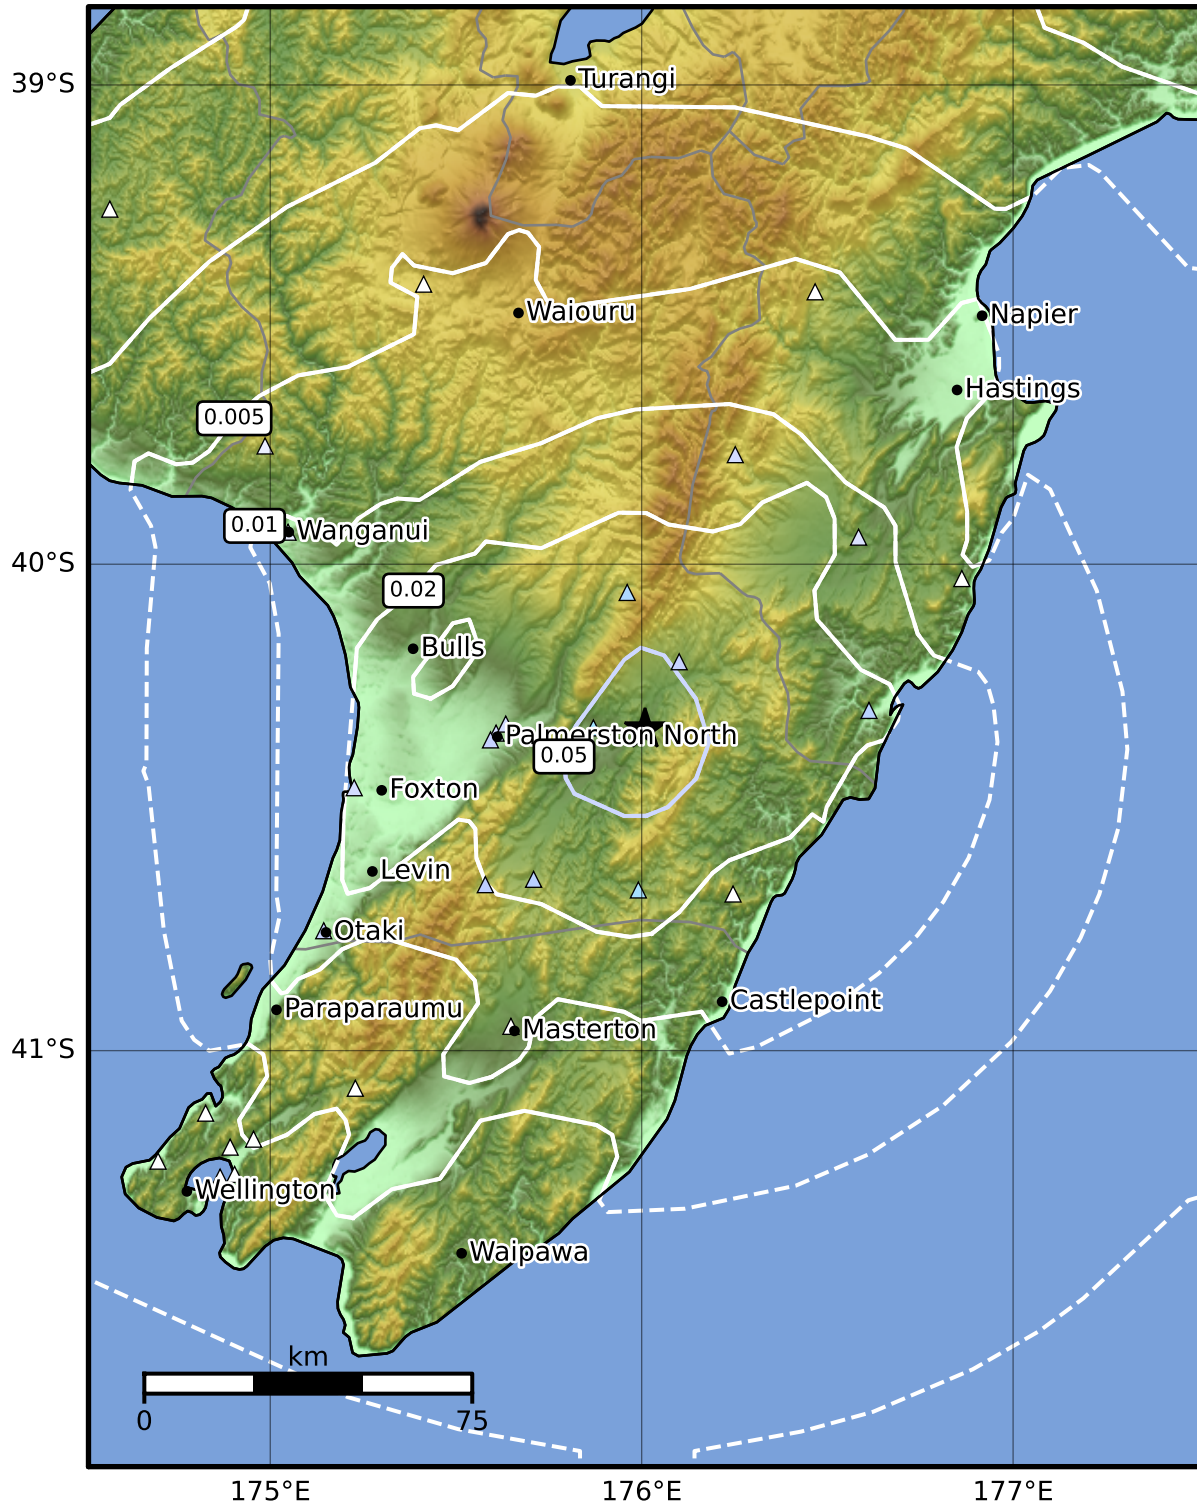 39°S
Turangi
Waiouru
Napier
Hastings
0.005
0.01
Wanganui
40°S
0.02
Bulls
Palmerston North
0.05
Foxton
Levin
Otaki
Castlepoint
Paraparaumu
Masterton
41°S
Wellington
Waipawa
km
0
75
175°E
176°E
177°E